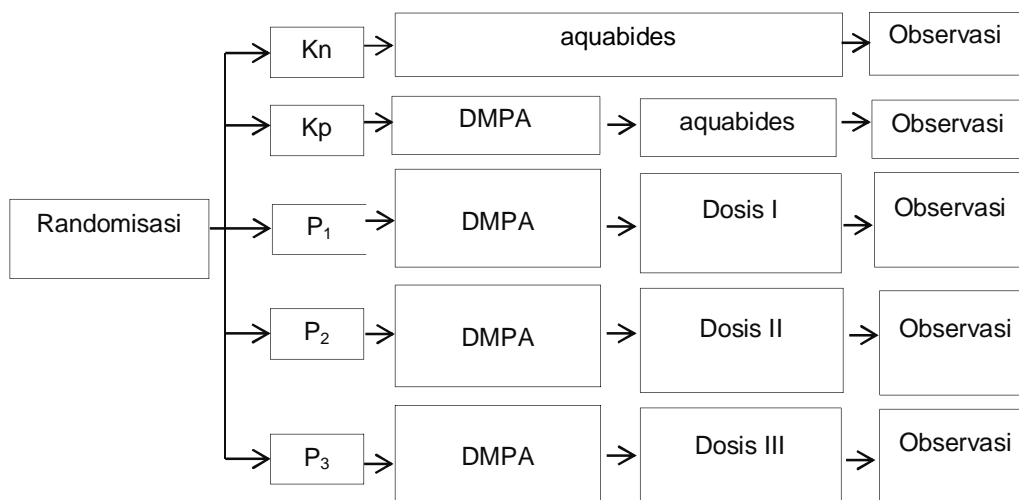 Kn
aquabides
Observasi
Kp
DMPA
aquabides
Observasi
Randomisasi
P₁
DMPA
Dosis I
Observasi
P₂
DMPA
Dosis II
Observasi
P₃
DMPA
Dosis III
Observasi